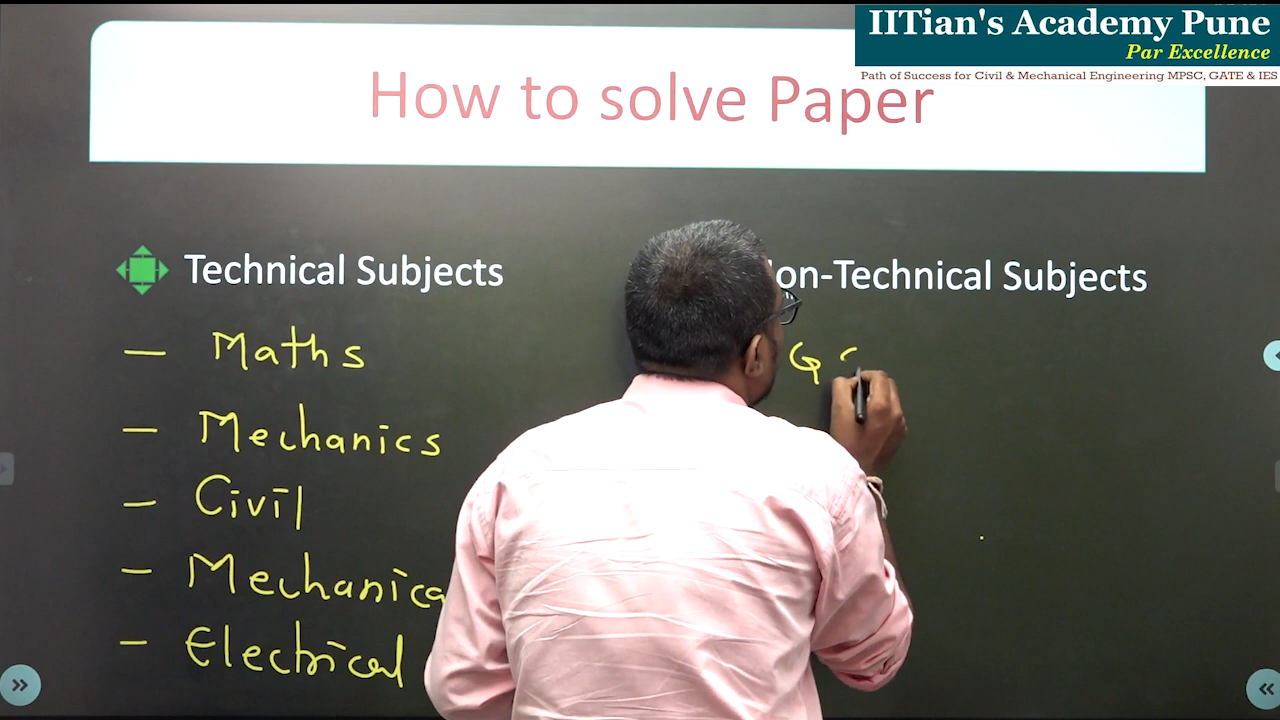 IITian's Academy Pune
Par Excellence
Path of Success for Civil & Mechanical Engineering MPSC, GATE & IES
How to solve Paper
Technical Subjects
- Maths
- Mechanics
- Civil
- Mechanica
- Electrical
on-Technical Subjects
G